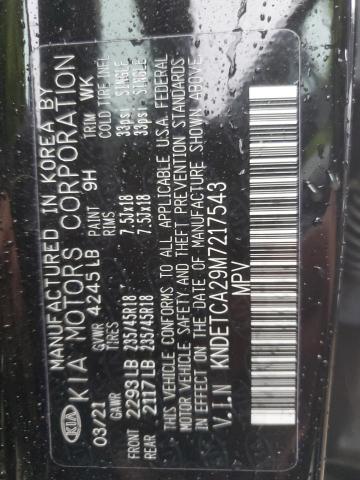 MANUFACTURED IN KOREA BY
KIA KIA MOTORS CORPORATION
03/21 GVWR 4245LB PAINT 9H TRIM WK
GAWR TIRES COLD TIRE INFL
FRONT 2293LB 235/45R18 7.5Jx18 33psi SINGLE
REAR 2117LB 235/45R18 7.5Jx18 33psi SINGLE
THIS VEHICLE CONFORMS TO ALL APPLICABLE U.S.A. FEDERAL
MOTOR VEHICLE SAFETY AND THEFT PREVENTION STANDARDS
IN EFFECT ON THE DATE OF MANUFACTURE SHOWN ABOVE.
V.I.N KNDETCA29M7217543
MPV